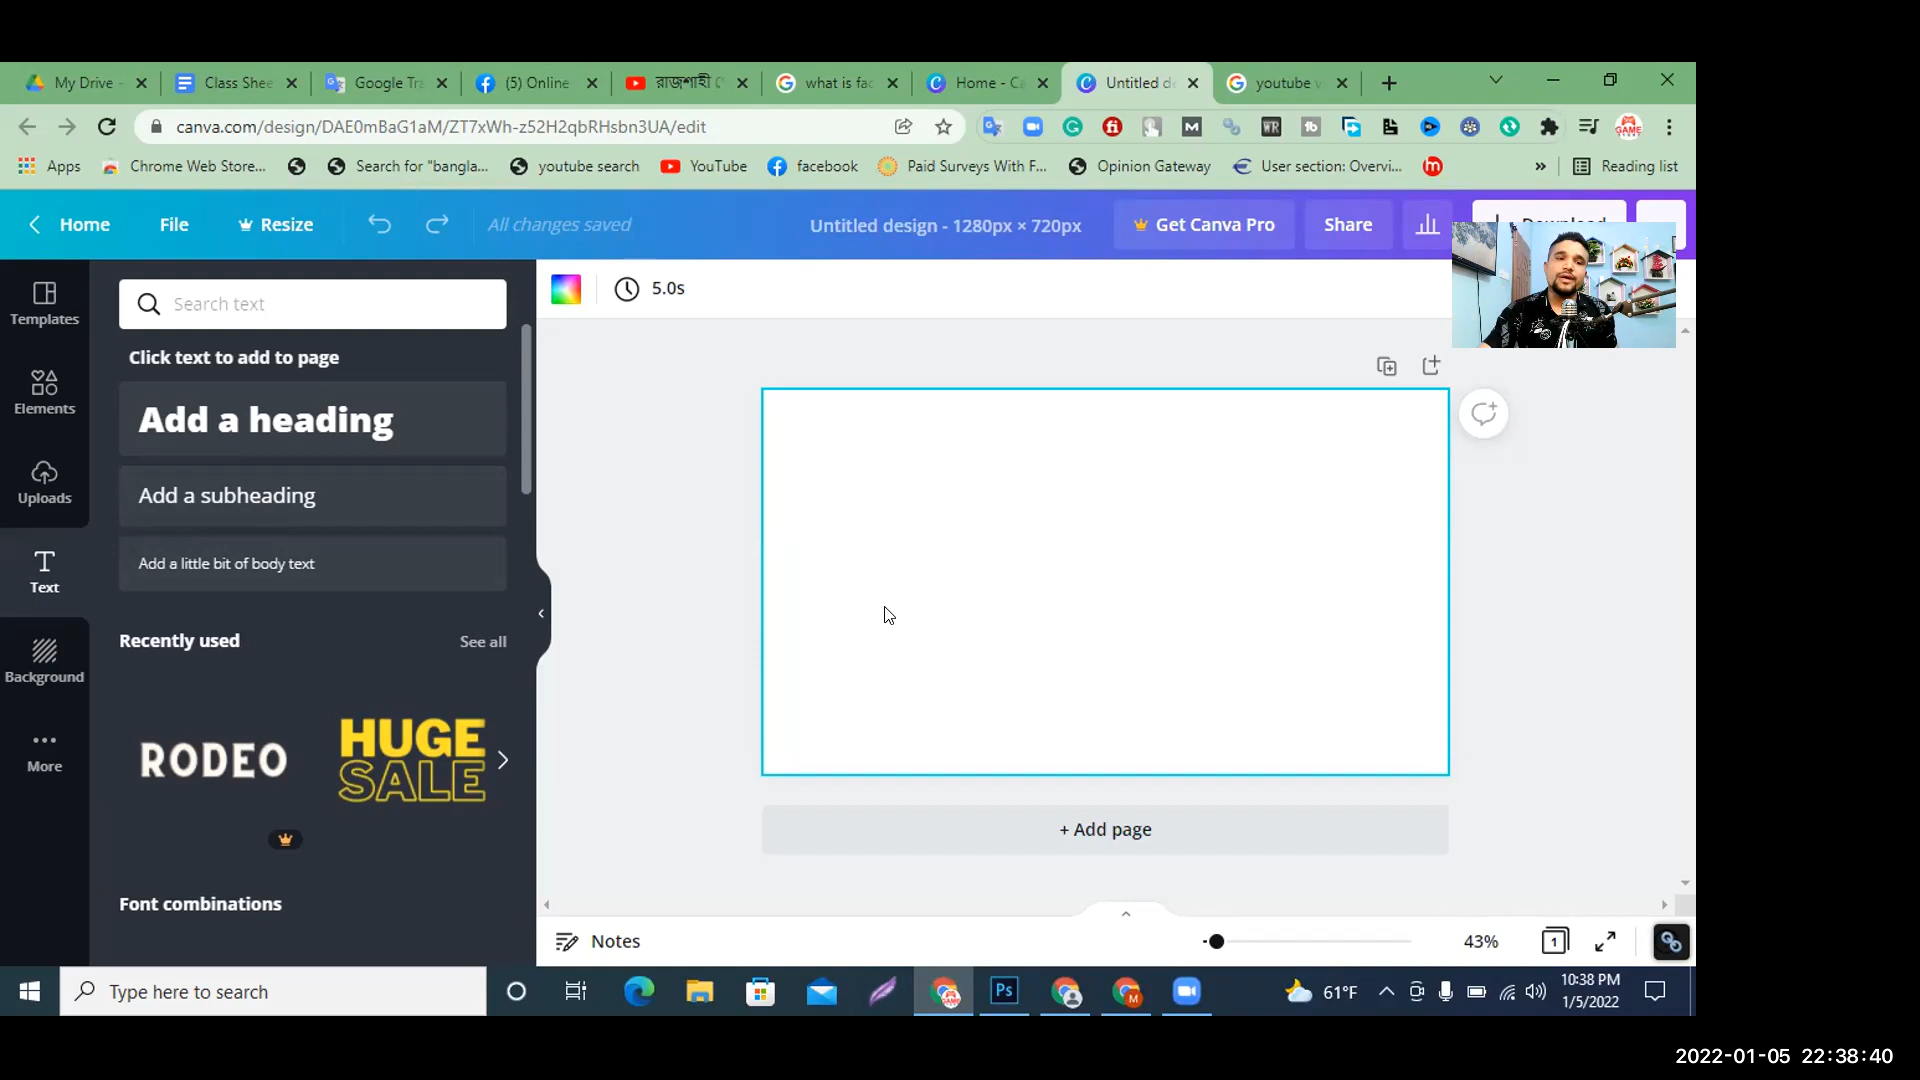 My Drive -
Class Shee
Google Tra
(5) Online
রাজশাহী
what is fac
Home - Ca
Untitled de
youtube v
canva.com/design/DAE0mBaG1aM/ZT7xWh-z52H2qbRHsbn3UA/edit
Apps
Chrome Web Store...
Search for "bangla...
youtube search
YouTube
facebook
Paid Surveys With F...
Opinion Gateway
User section: Overvi...
Reading list
Home
File
Resize
All changes saved
Untitled design - 1280px × 720px
Get Canva Pro
Share
Templates
Elements
Uploads
Text
Background
More
Search text
Click text to add to page
Add a heading
Add a subheading
Add a little bit of body text
Recently used
See all
RODEO
HUGE
SALE
Font combinations
5.0s
+ Add page
Notes
43%
1
Type here to search
Ps
61°F
10:38 PM
1/5/2022
2022-01-05 22:38:40